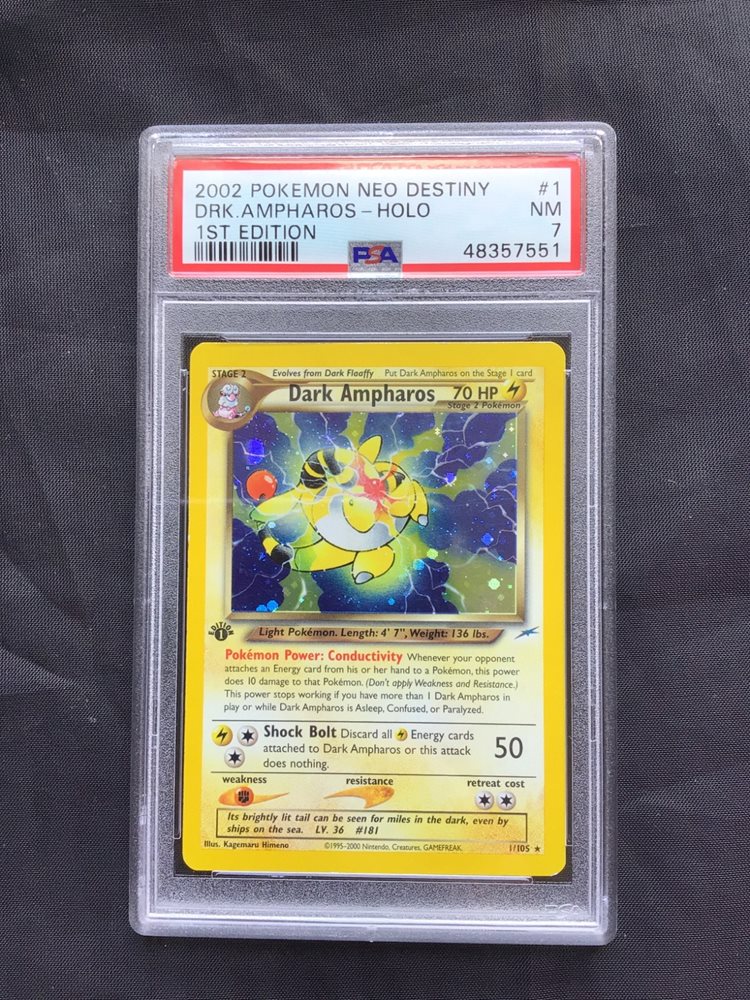 2002 POKEMON NEO DESTINY #1
DRK.AMPHAROS - HOLO NM
1ST EDITION 7
PSA 48357551
STAGE 2 Evolves from Dark Flaaffy Put Dark Ampharos on the Stage 1 card
Dark Ampharos 70 HP
Stage 2 Pokémon
EDITION 1
Light Pokémon. Length: 4' 7", Weight: 136 lbs.
Pokémon Power: Conductivity Whenever your opponent
attaches an Energy card from his or her hand to a Pokémon, this power
does 10 damage to that Pokémon. (Don't apply Weakness and Resistance.)
This power stops working if you have more than 1 Dark Ampharos in
play or while Dark Ampharos is Asleep, Confused, or Paralyzed.
Shock Bolt Discard all Energy cards
attached to Dark Ampharos or this attack 50
does nothing.
weakness resistance retreat cost
Its brightly lit tail can be seen for miles in the dark, even by
ships on the sea. LV. 36 #181
Illus. Kagemaru Himeno ©1995-2000 Nintendo, Creatures, GAMEFREAK. 1/105 ★